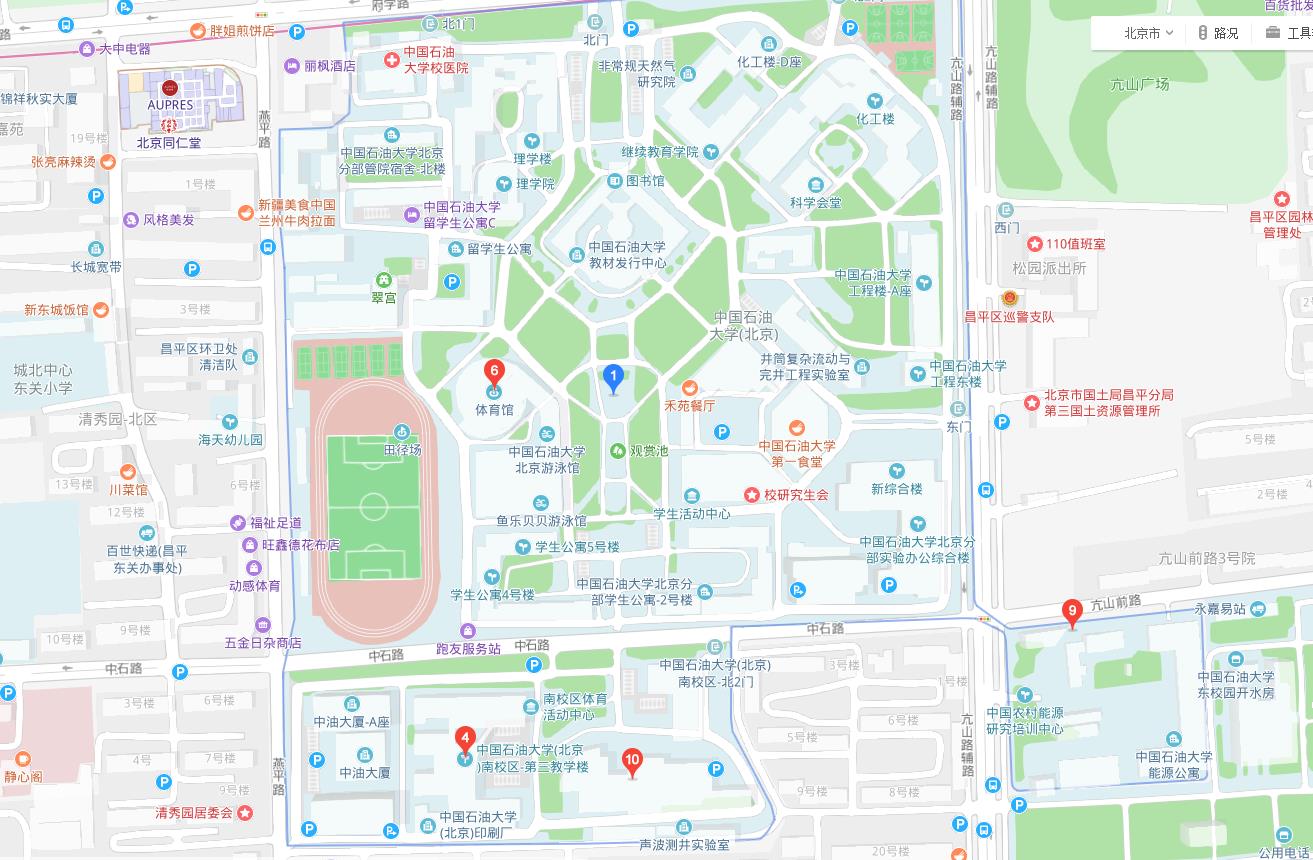 府学路
北1门
北门
百货批发
胖姐煎饼店
大中电器
丽枫酒店
中国石油
大学校医院
非常规天然气
研究院
化工楼-D座
北京市
路况
工具
路
锦祥秋实大厦
AUPRES
北京同仁堂
燕平路
亢山路辅路
亢山路辅路
亢山广场
化工楼
嘉苑
19号楼
张亮麻辣烫
中国石油大学北京
分部管院宿舍-北楼
理学楼
继续教育学院
1号楼
理学院
图书馆
科学会堂
风格美发
新疆美食中国
兰州牛肉拉面
中国石油大学
留学生公寓C
西门
昌平区园林
管理处
110值班室
松园派出所
长城宽带
留学生公寓
中国石油大学
教材发行中心
中国石油大学
工程楼-A座
翠宫
新东城饭馆
3号楼
昌平区巡警支队
中国石油
大学(北京)
昌平区环卫处
清洁队
城北中心
东关小学
井筒复杂流动与
完井工程实验室
中国石油大学
工程东楼
6
1
体育馆
禾苑餐厅
北京市国土局昌平分局
第三国土资源管理所
清秀园-北区
海天幼儿园
田径场
东门
中国石油大学
北京游泳馆
观赏池
中国石油大学
第一食堂
5号楼
13号楼
川菜馆
6号楼
新综合楼
校研究生会
2号楼
12号楼
鱼乐贝贝游泳馆
学生活动中心
福祉足道
百世快递(昌平
东关办事处)
旺鑫德花布店
学生公寓5号楼
中国石油大学北京分
部实验办公综合楼
亢山前路3号院
动感体育
学生公寓4号楼
中国石油大学北京分
部学生公寓-2号楼
9
亢山前路
永嘉易站
10号楼
9号楼
五金日杂商店
跑友服务站
中石路
中石路
中石路
中石路
中国石油大学(北京)
南校区-北2门
3号楼
1号楼
中国石油大学
东校园开水房
3号楼
6号楼
中油大厦-A座
南校区体育
活动中心
中国农村能源
研究培训中心
6号楼
5号楼
4
中国石油大学(北京
)南校区-第三教学楼
10
亢山路辅路
中国石油大学
能源公寓
静心阁
4号
7号楼
中油大厦
燕平路
9号楼
9号楼
8号楼
清秀园居委会
中国石油大学
(北京)印刷厂
声波测井实验室
20号楼
公用电话